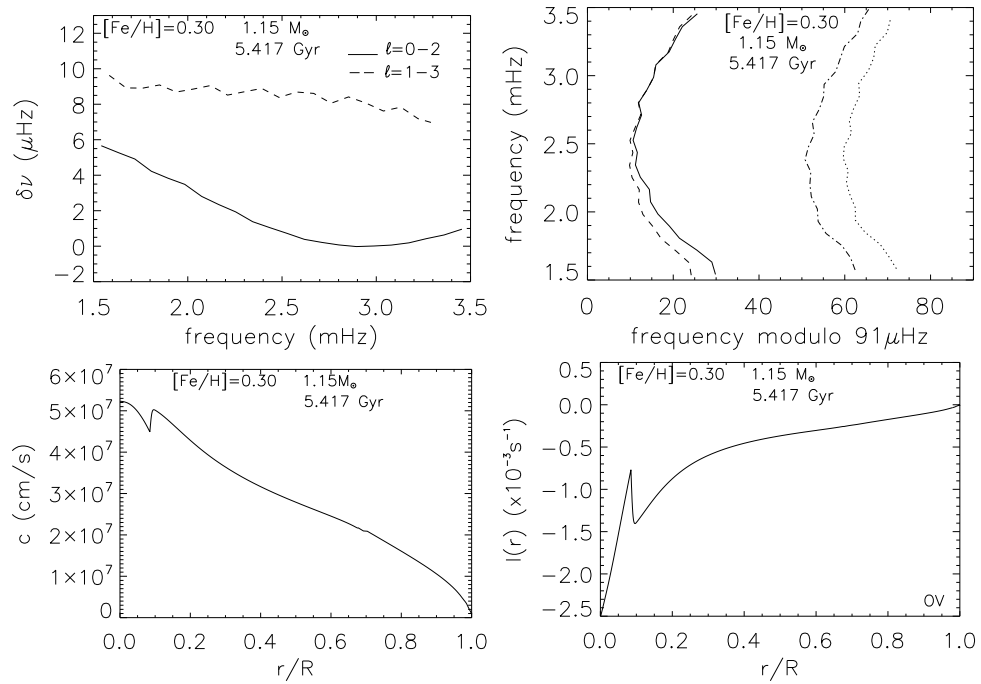 [Fe/H]=0.30 1.15 M⊙
5.417 Gyr
ℓ=0−2
ℓ=1−3
12
10
8
6
4
2
0
−2
δν (μHz)
1.5 2.0 2.5 3.0 3.5
frequency (mHz)
[Fe/H]=0.30
1.15 M⊙
5.417 Gyr
3.5
3.0
2.5
2.0
1.5
frequency (mHz)
0 20 40 60 80
frequency modulo 91μHz
[Fe/H]=0.30 1.15M⊙
5.417 Gyr
6×10⁷
5×10⁷
4×10⁷
3×10⁷
2×10⁷
1×10⁷
0
c (cm/s)
0.0 0.2 0.4 0.6 0.8 1.0
r/R
[Fe/H]=0.30 1.15 M⊙
5.417 Gyr
0.5
0.0
−0.5
−1.0
−1.5
−2.0
−2.5
I(r) (x10⁻³s⁻¹)
OV
0.0 0.2 0.4 0.6 0.8 1.0
r/R